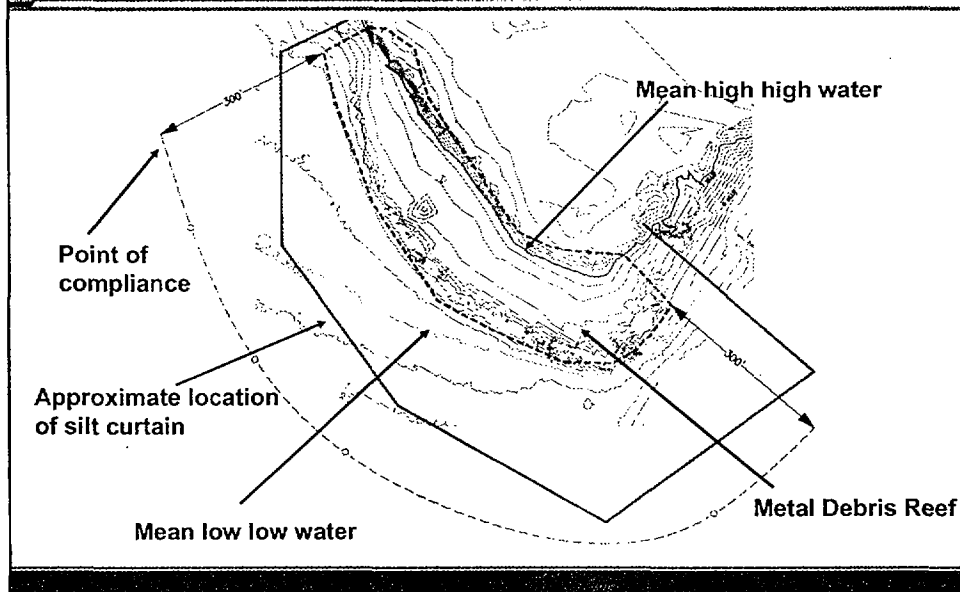 300'
Mean high high water
Point of
compliance
300'
Approximate location
of silt curtain
Metal Debris Reef
Mean low low water